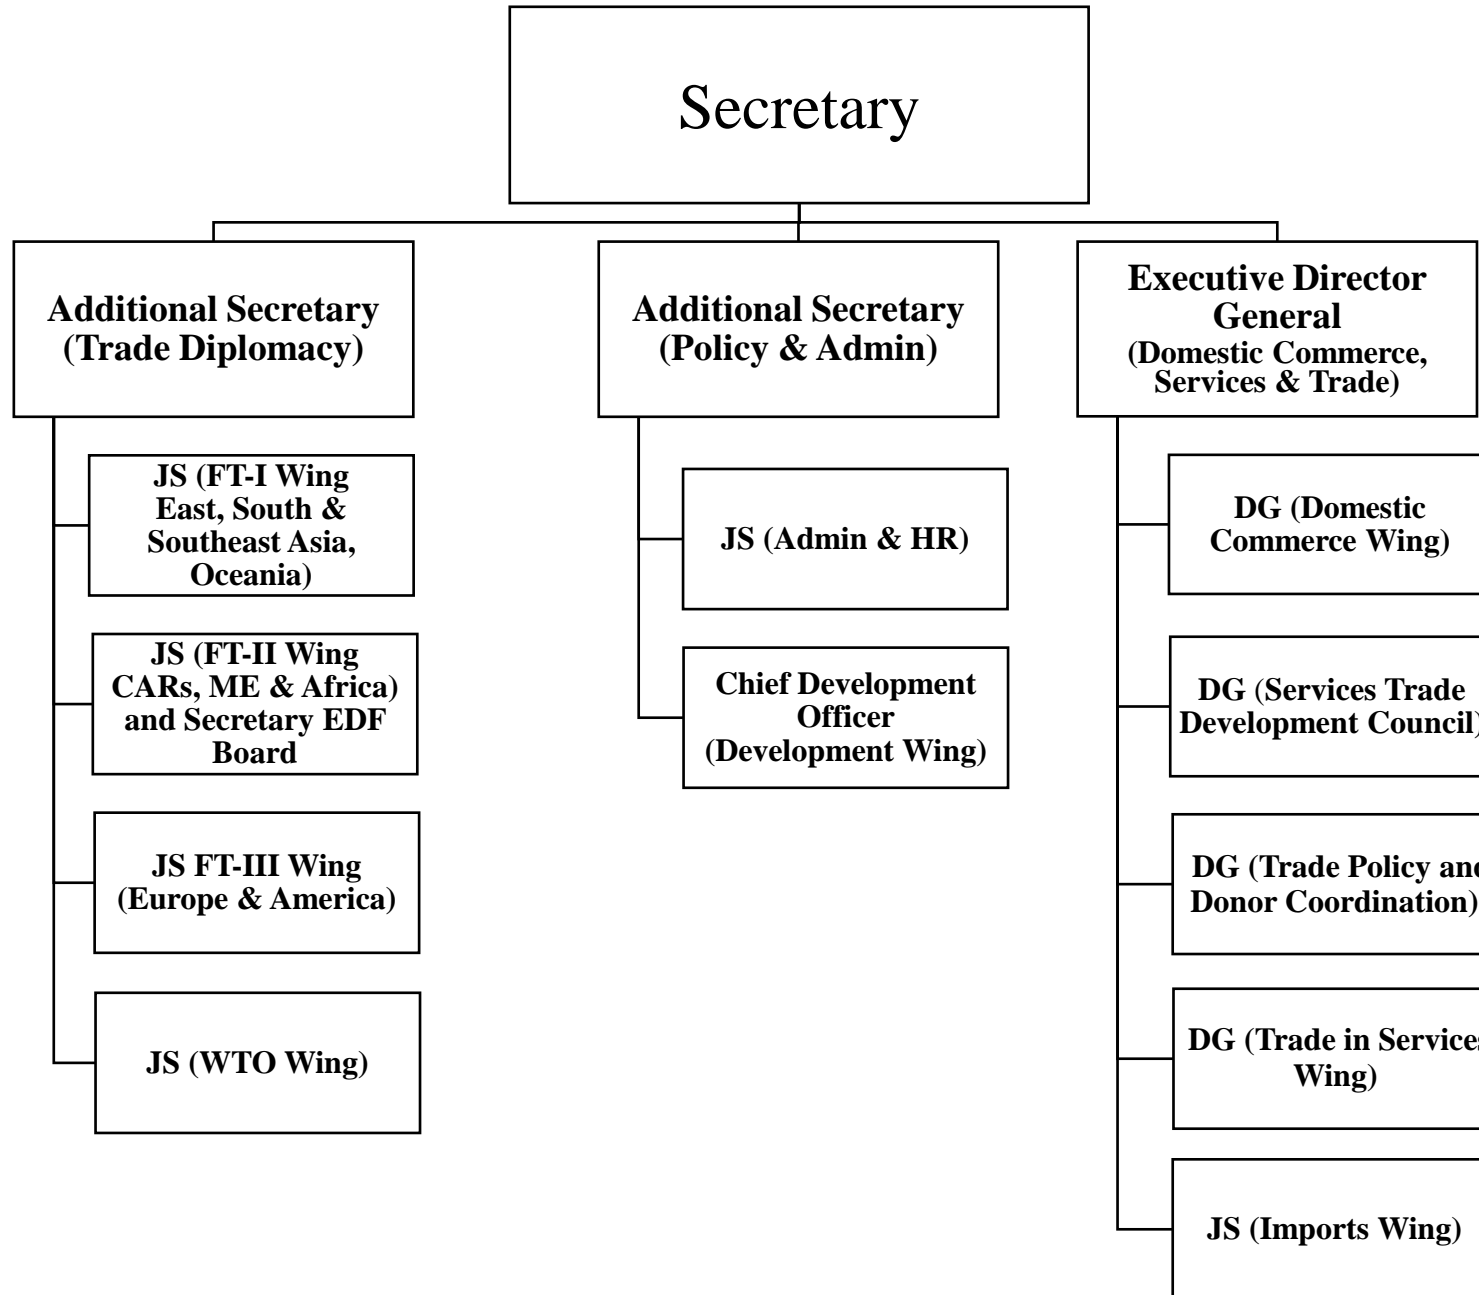 Secretary
Additional Secretary
(Trade Diplomacy)
JS (FT-I Wing
East, South &
Southeast Asia,
Oceania)
JS (FT-II Wing
CARs, ME & Africa)
and Secretary EDF
Board
JS FT-III Wing
(Europe & America)
JS (WTO Wing)
Additional Secretary
(Policy & Admin)
JS (Admin & HR)
Chief Development
Officer
(Development Wing)
Executive Director
General
(Domestic Commerce,
Services & Trade)
DG (Domestic
Commerce Wing)
DG (Services Trade
Development Council)
DG (Trade Policy and
Donor Coordination)
DG (Trade in Services
Wing)
JS (Imports Wing)